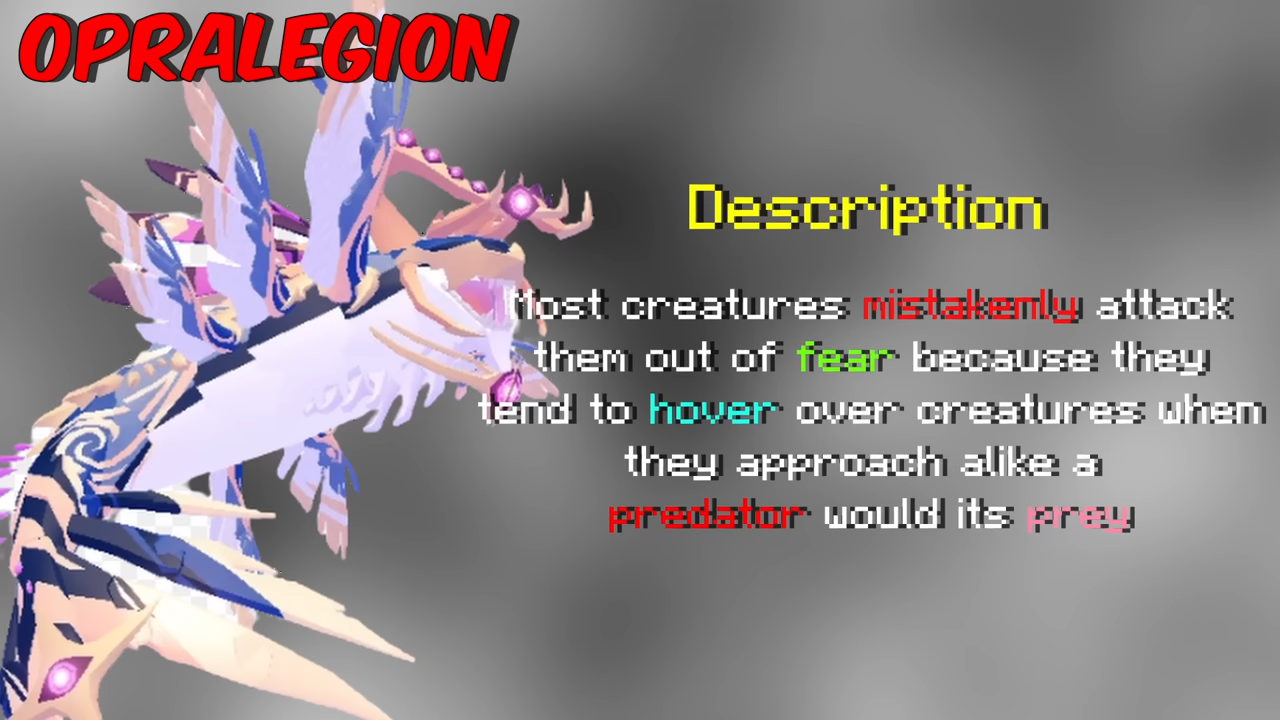 OPRALEGION
Description
Most creatures mistakenly attack
them out of fear because they
tend to hover over creatures when
they approach alike a
predator would its prey